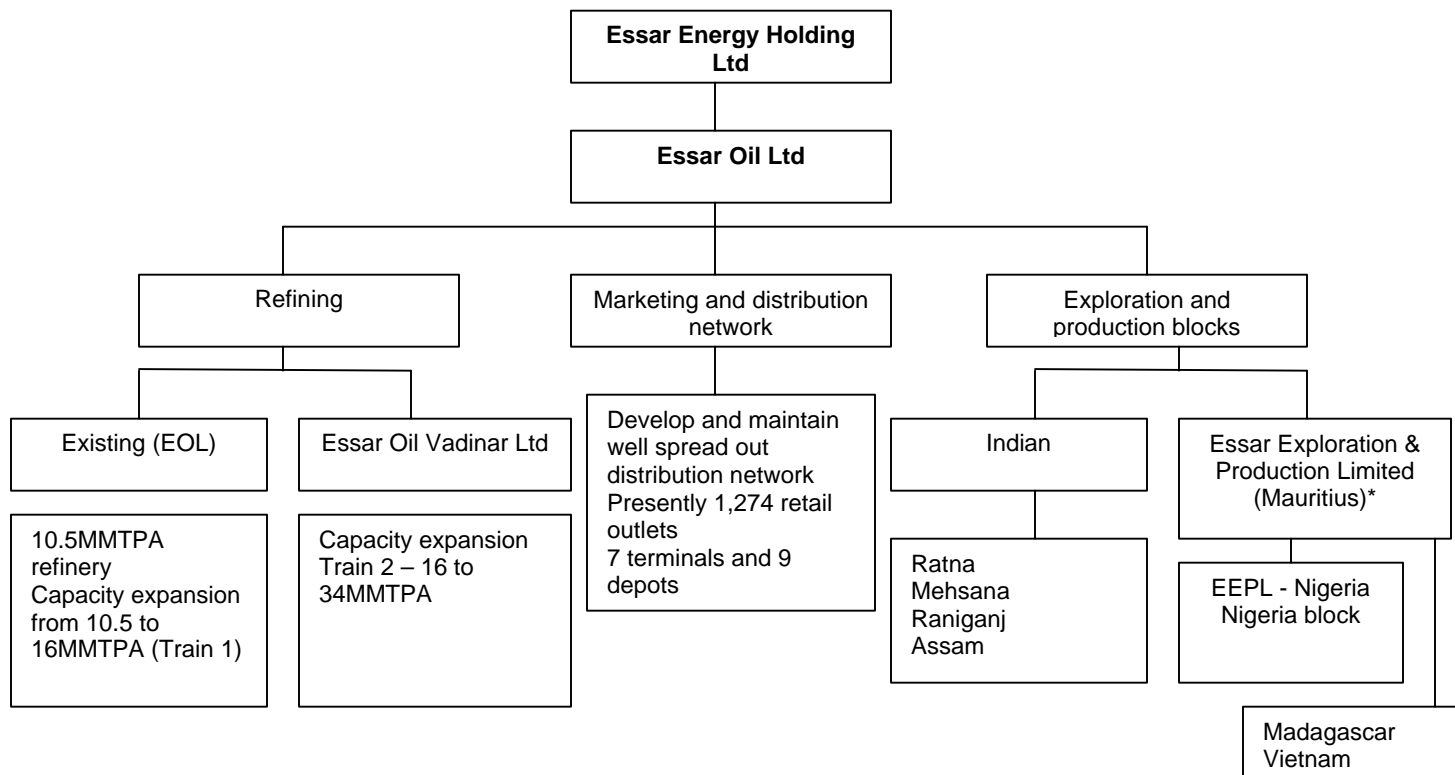 Essar Energy Holding
Ltd
Essar Oil Ltd
Refining
Marketing and distribution
network
Exploration and
production blocks
Existing (EOL)
Essar Oil Vadinar Ltd
Develop and maintain
well spread out
distribution network
Presently 1,274 retail
outlets
7 terminals and 9
depots
Indian
Essar Exploration &
Production Limited
(Mauritius)*
10.5MMTPA
refinery
Capacity expansion
from 10.5 to
16MMTPA (Train 1)
Capacity expansion
Train 2 – 16 to
34MMTPA
Ratna
Mehsana
Raniganj
Assam
EEPL - Nigeria
Nigeria block
Madagascar
Vietnam